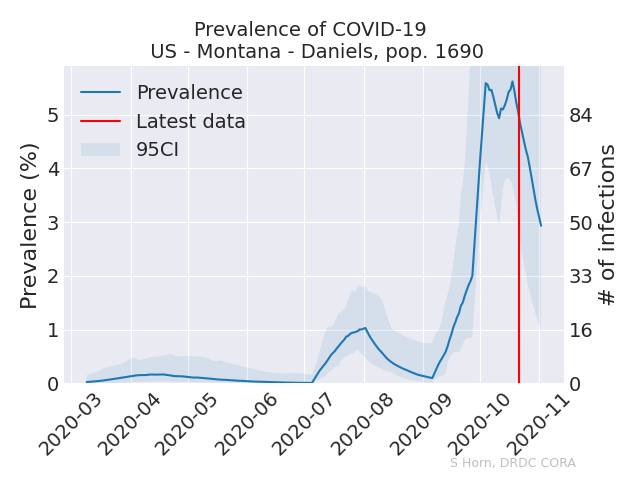 Prevalence of COVID-19
US - Montana - Daniels, pop. 1690
Prevalence
Latest data
95CI
Prevalence (%)
5
4
3
2
1
0
84
67
50
33
16
0
# of infections
2020-03
2020-04
2020-05
2020-06
2020-07
2020-08
2020-09
2020-10
2020-11
S Horn, DRDC CORA